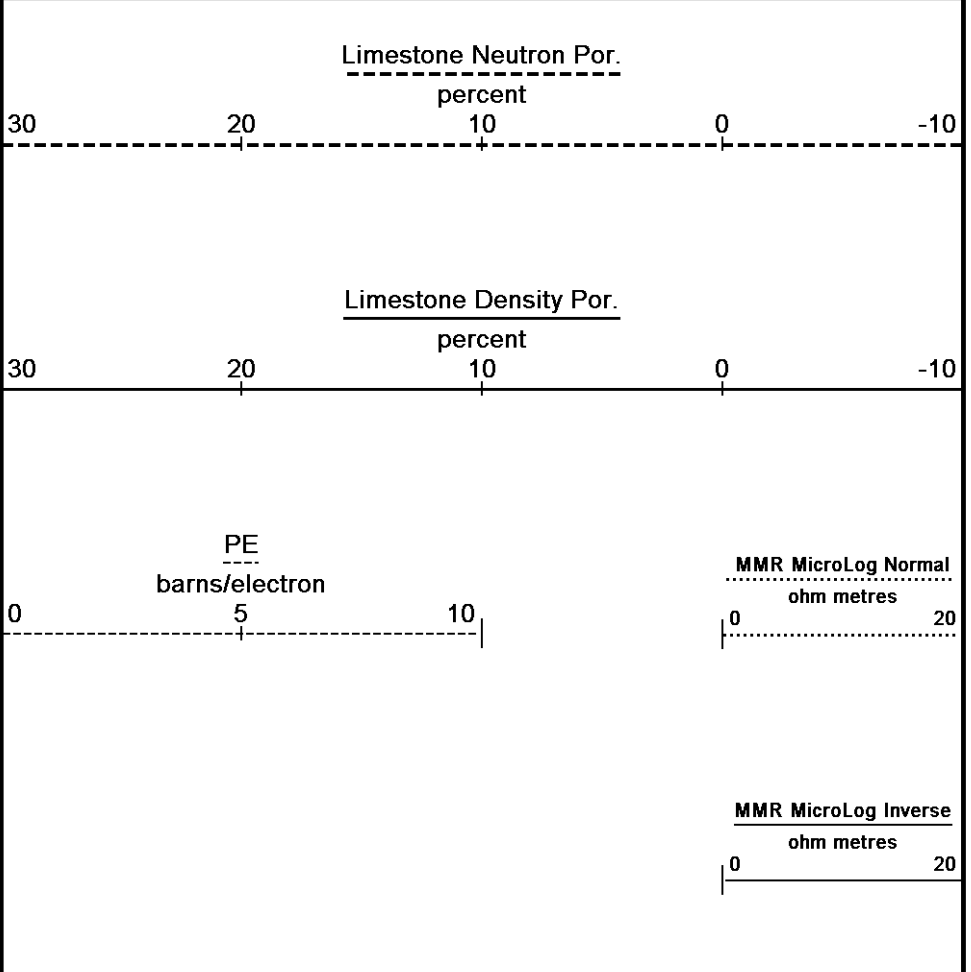 Limestone Neutron Por.
percent
30 20 10 0 -10
Limestone Density Por.
percent
30 20 10 0 -10
PE
barns/electron
0 5 10
MMR MicroLog Normal
ohm metres
0 20
MMR MicroLog Inverse
ohm metres
0 20